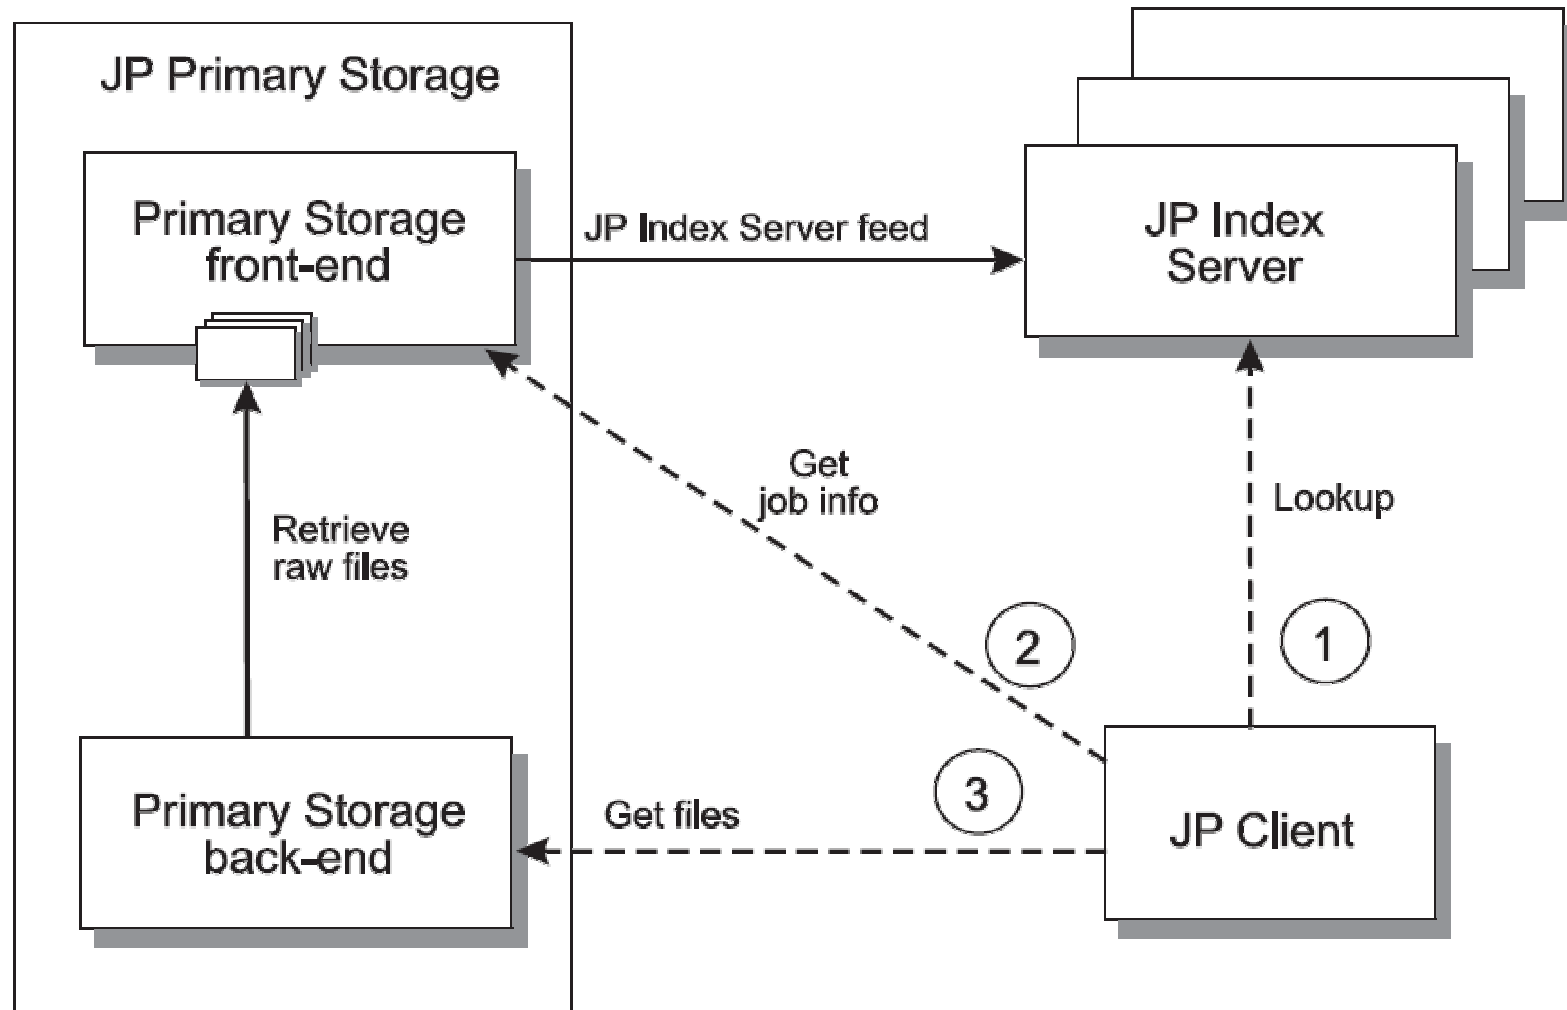 JP Primary Storage
Primary Storage
front-end
JP Index Server feed
JP Index
Server
Get
job info
Lookup
Retrieve
raw files
2
1
3
Get files
Primary Storage
back-end
JP Client